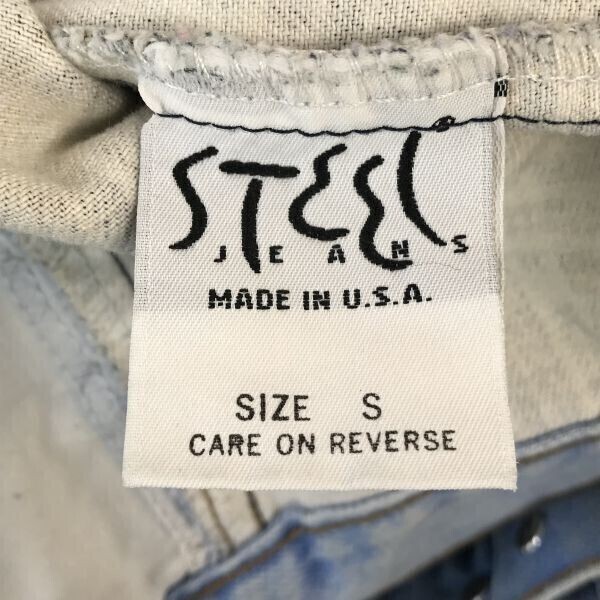 STEEL
JEANS
MADE IN U.S.A.
SIZE S
CARE ON REVERSE